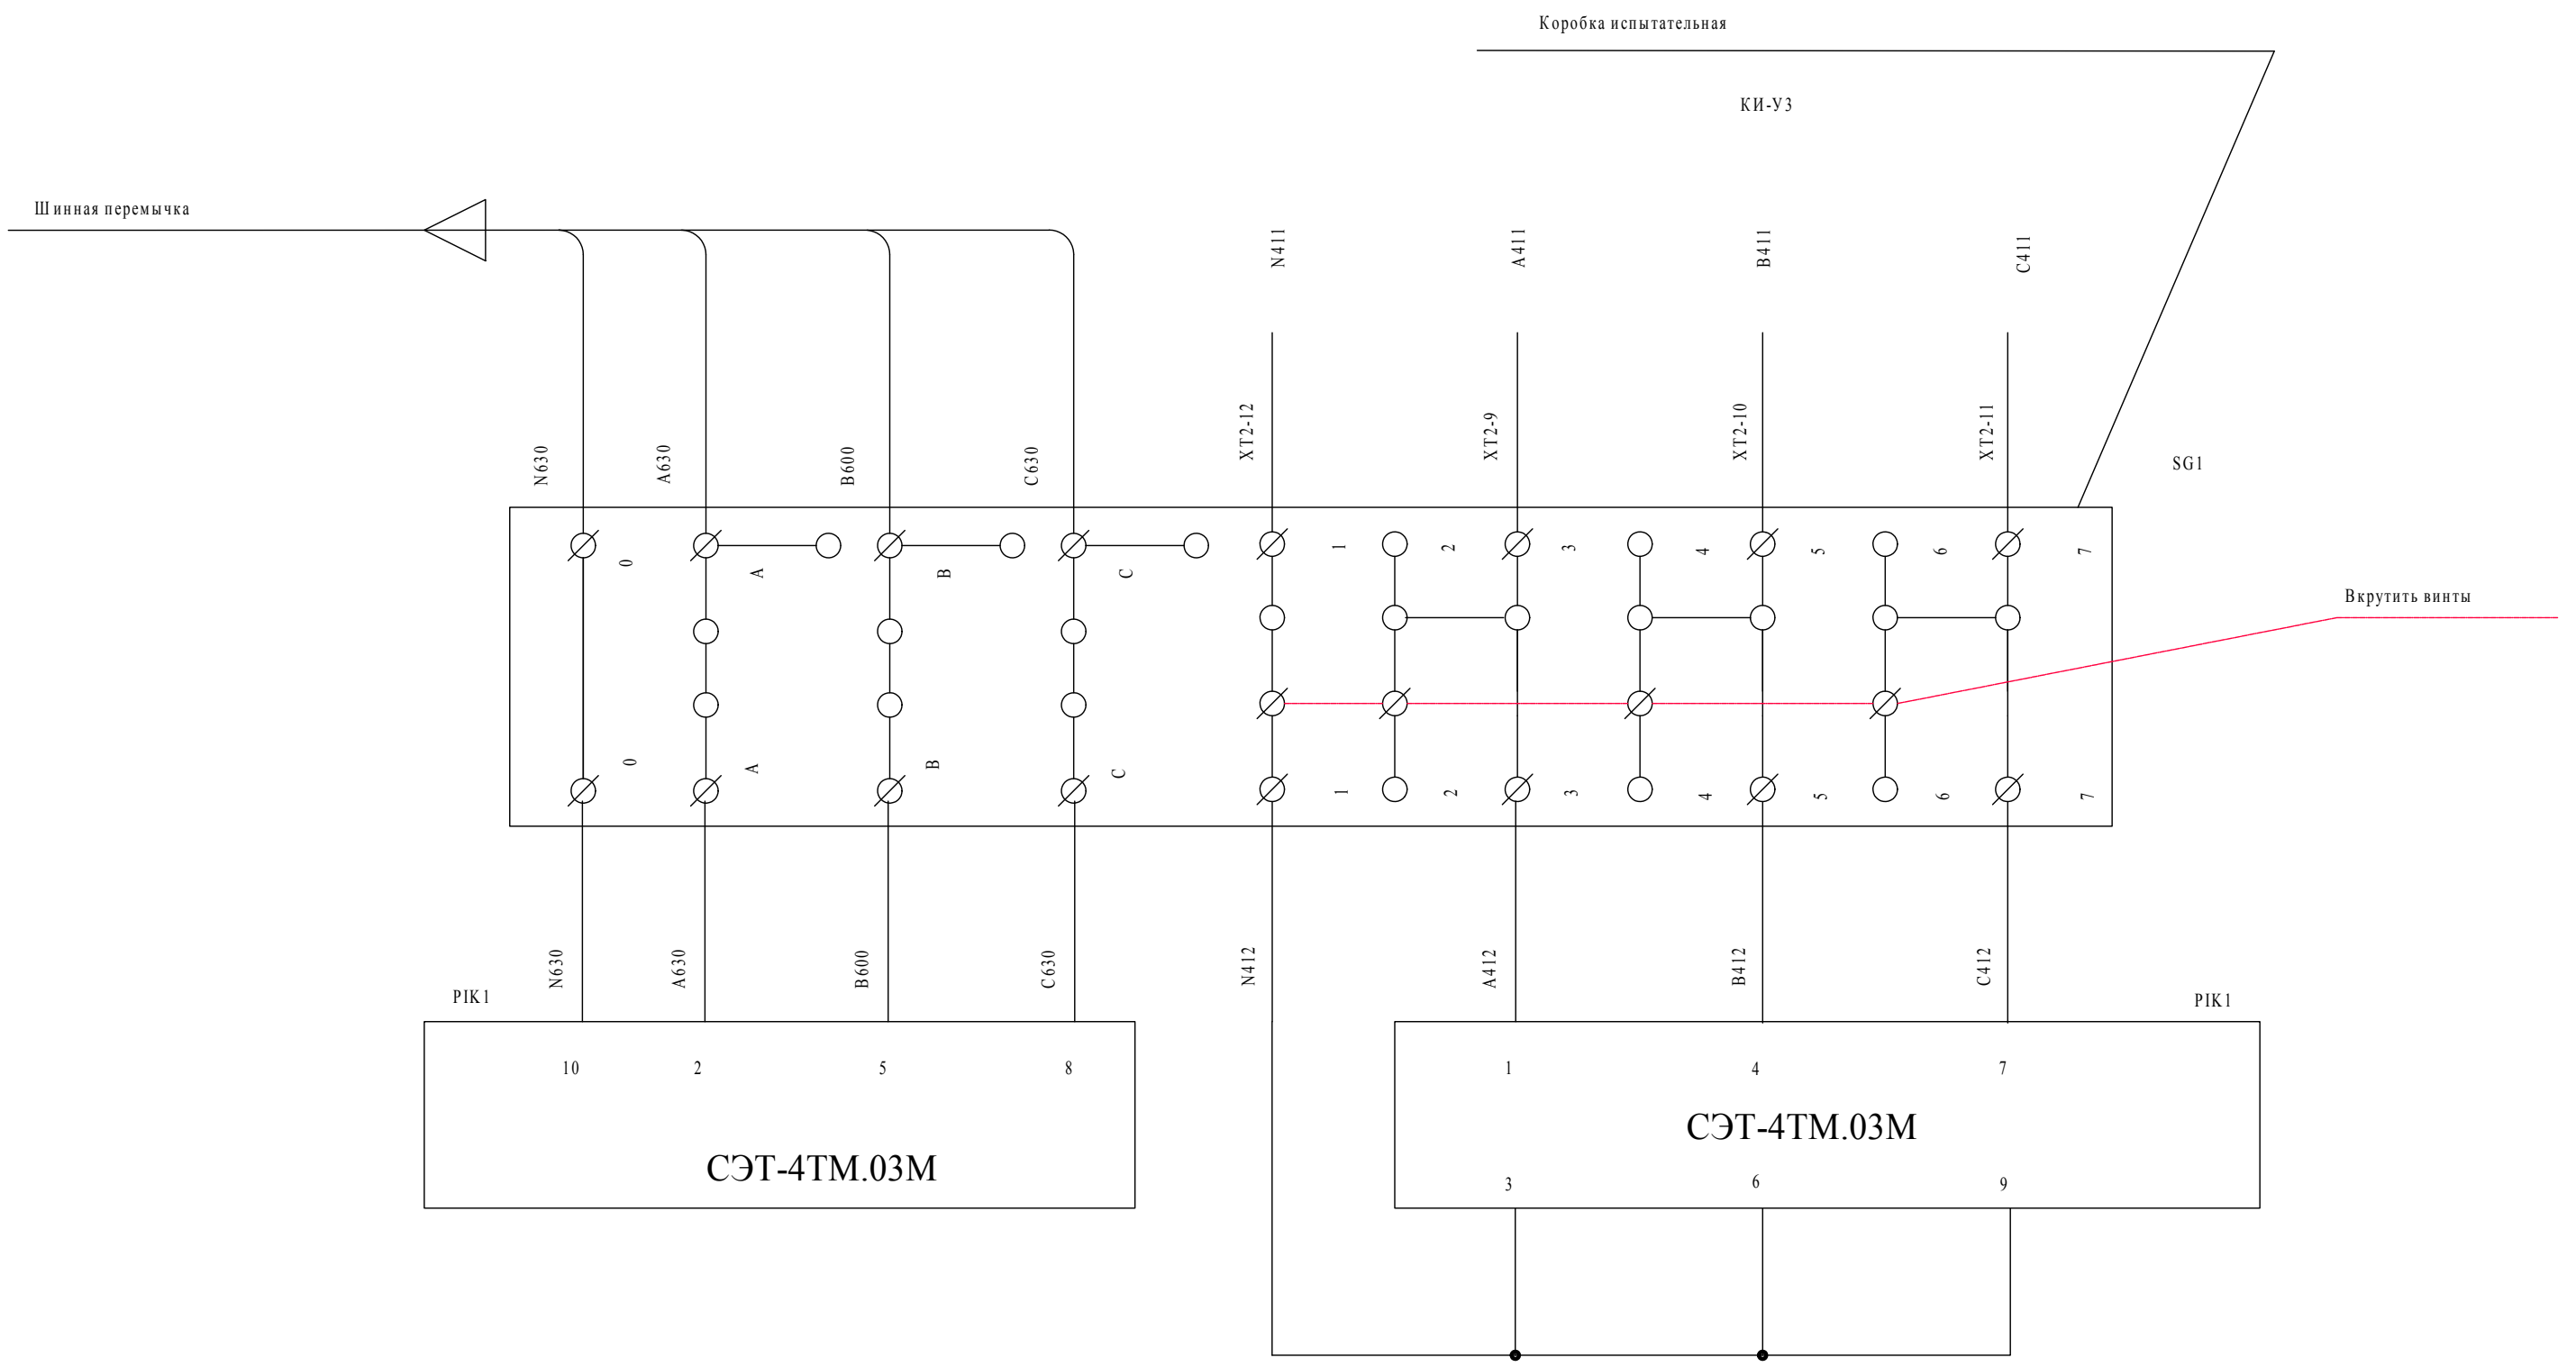 Коробка испытательная
КИ-У3
Шинная перемычка
N411
A411
B411
C411
XT2-12
XT2-9
XT2-10
XT2-11
N630
A630
B600
C630
SG1
0
A
B
C
1
2
3
4
5
6
7
Вкрутить винты
0
A
B
C
1
2
3
4
5
6
7
N630
A630
B600
C630
N412
A412
B412
C412
PIK1
PIK1
10
2
5
8
1
4
7
СЭТ-4ТМ.03М
СЭТ-4ТМ.03М
3
6
9